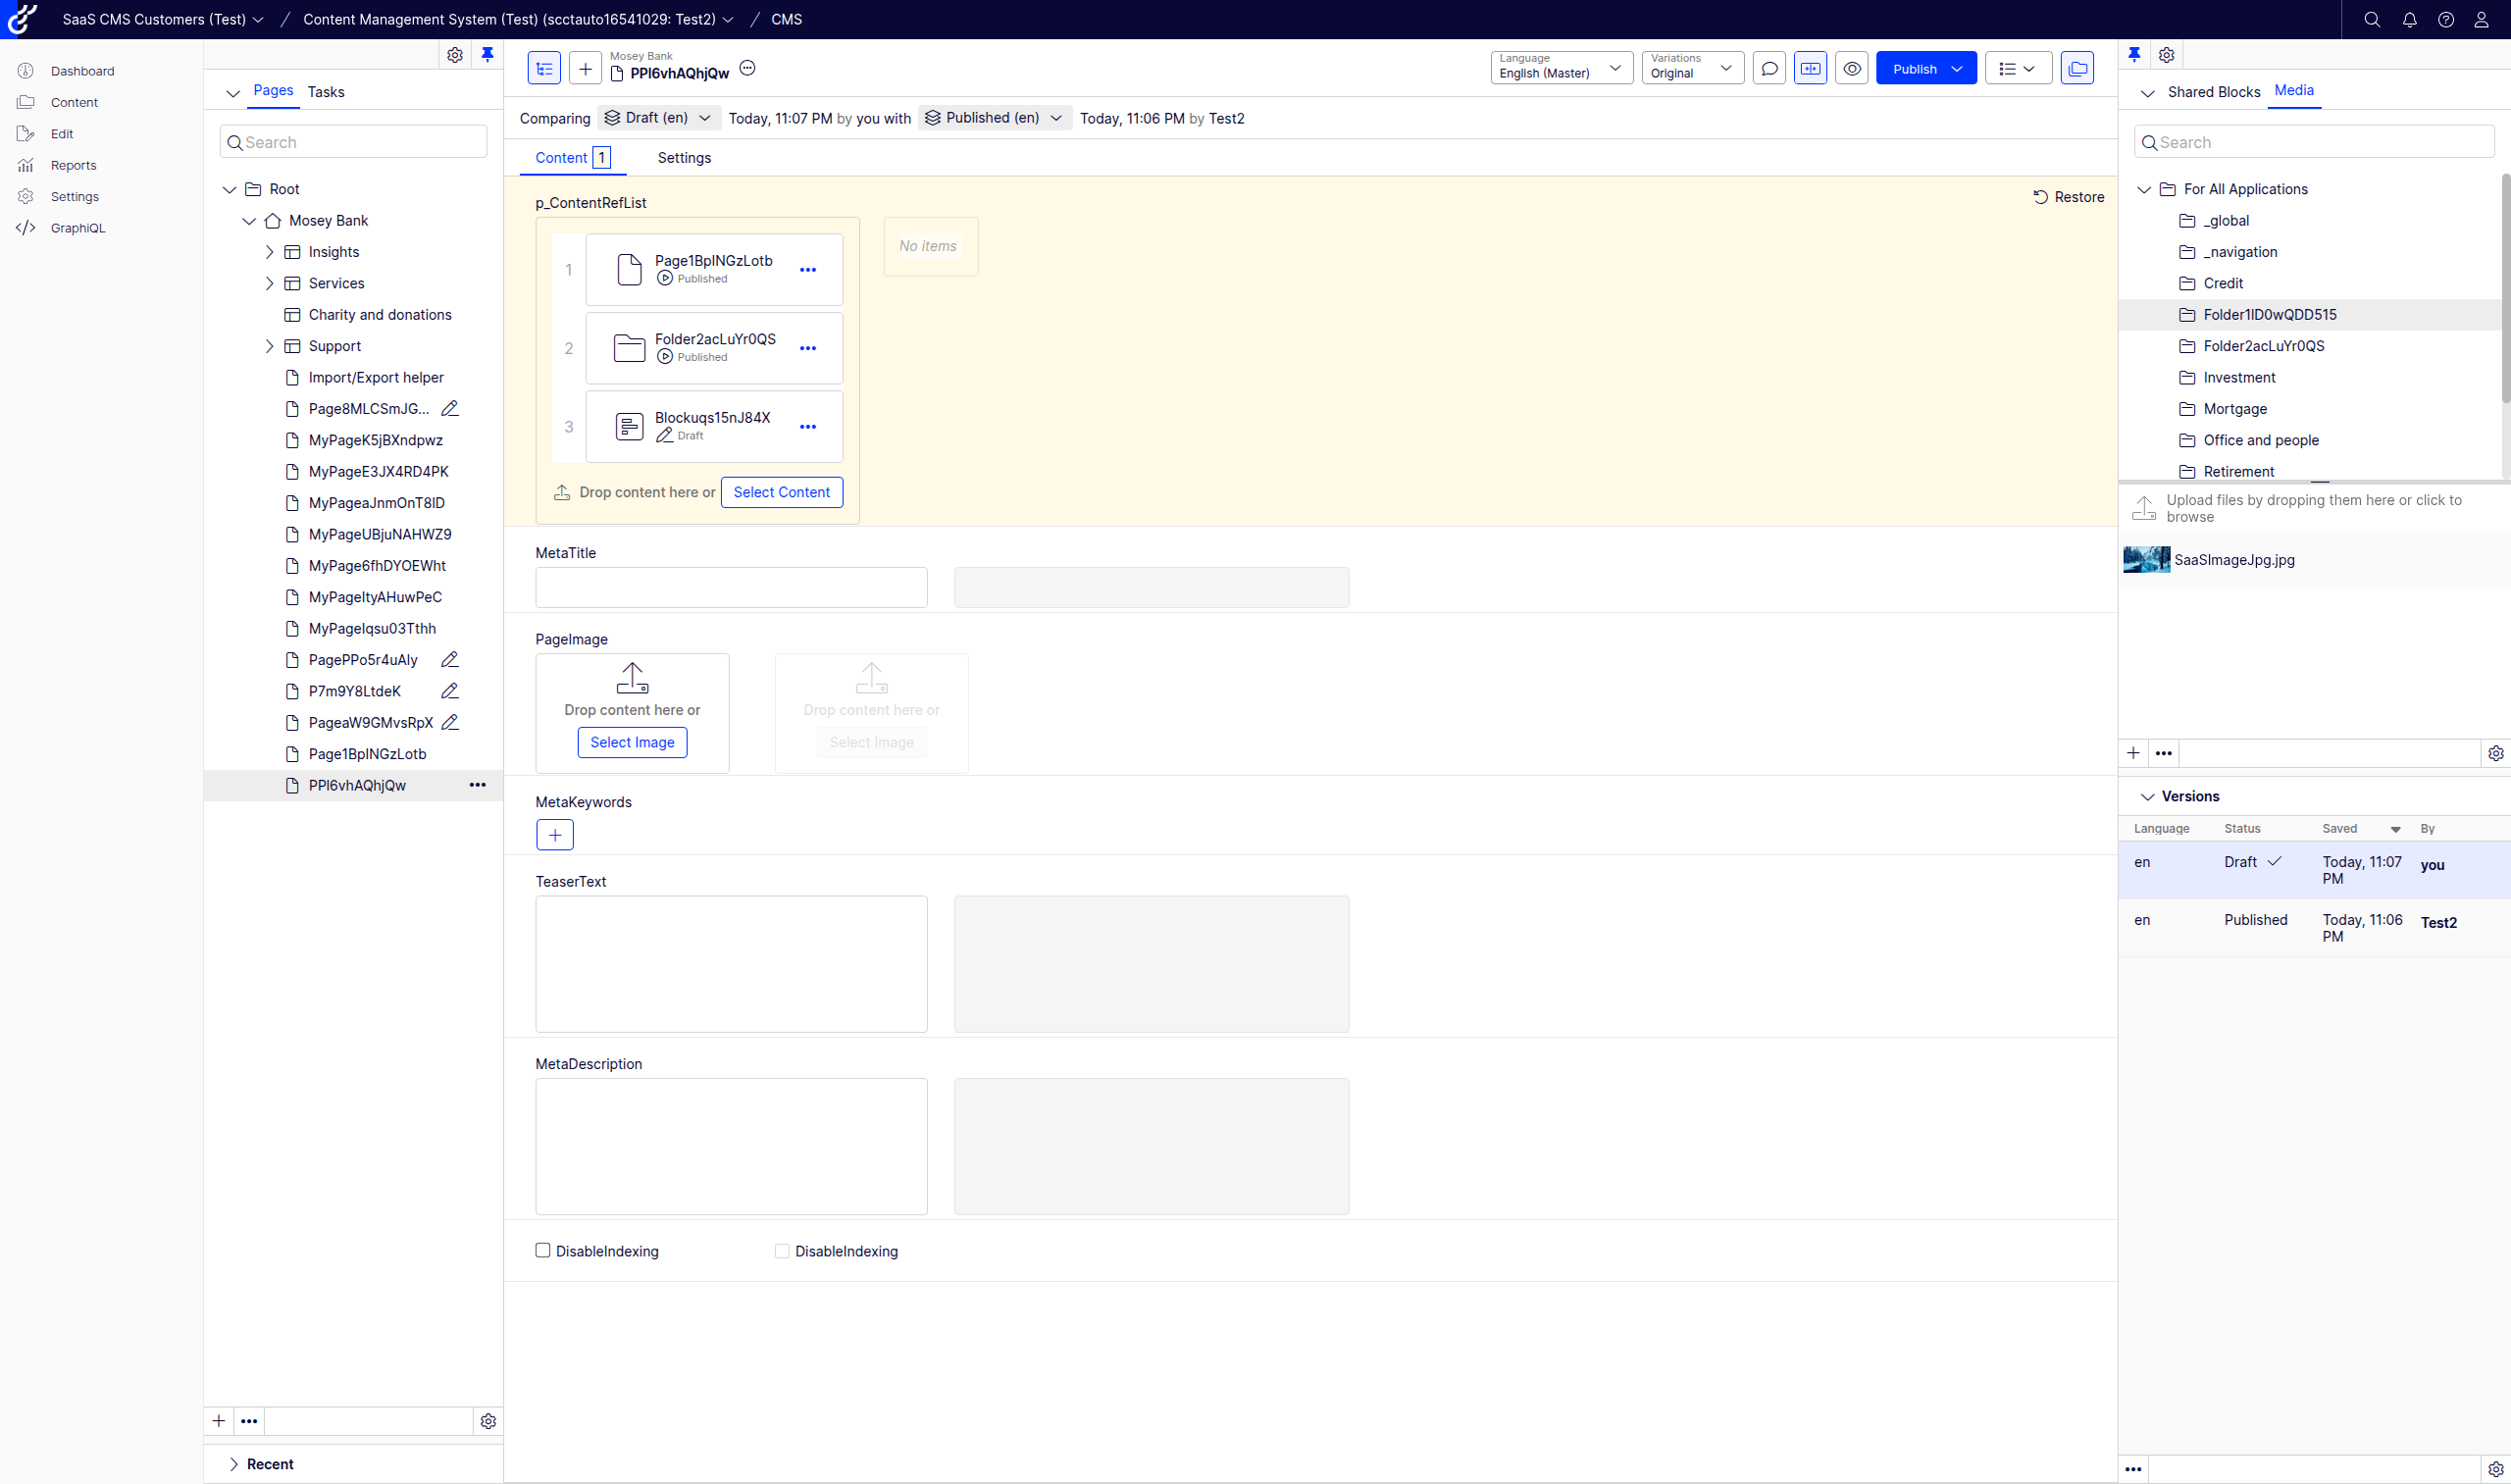 SaaS CMS Customers (Test) / Content Management System (Test) (scctauto16541029: Test2) / CMS
Dashboard
Content
Edit
Reports
Settings
GraphiQL
Pages Tasks
Search
Root
Mosey Bank
Insights
Services
Charity and donations
Support
Import/Export helper
Page8MLCSmJG...
MyPageK5jBXndpwz
MyPageE3JX4RD4PK
MyPageaJnmOnT8ID
MyPageUBjuNAHWZ9
MyPage6fhDYOEWht
MyPageItyAHuwPeC
MyPageIqsu03Tthh
PagePPo5r4uAIy
P7m9Y8LtdeK
PageaW9GMvsRpX
Page1BpINGzLotb
PPI6vhAQhjQw
Recent
Mosey Bank
PPI6vhAQhjQw
Language
English (Master)
Variations
Original
Publish
Comparing Draft (en) Today, 11:07 PM by you with Published (en) Today, 11:06 PM by Test2
Content 1 Settings
p_ContentRefList
Restore
1 Page1BpINGzLotb
Published
2 Folder2acLuYr0QS
Published
3 Blockuqs15nJ84X
Draft
Drop content here or Select Content
No items
MetaTitle
PageImage
Drop content here or
Select Image
Drop content here or
Select Image
MetaKeywords
TeaserText
MetaDescription
DisableIndexing DisableIndexing
Shared Blocks Media
Search
For All Applications
_global
_navigation
Credit
Folder1ID0wQDD515
Folder2acLuYr0QS
Investment
Mortgage
Office and people
Retirement
Upload files by dropping them here or click to
browse
SaaSImageJpg.jpg
Versions
Language Status Saved By
en Draft Today, 11:07 PM you
en Published Today, 11:06 PM Test2